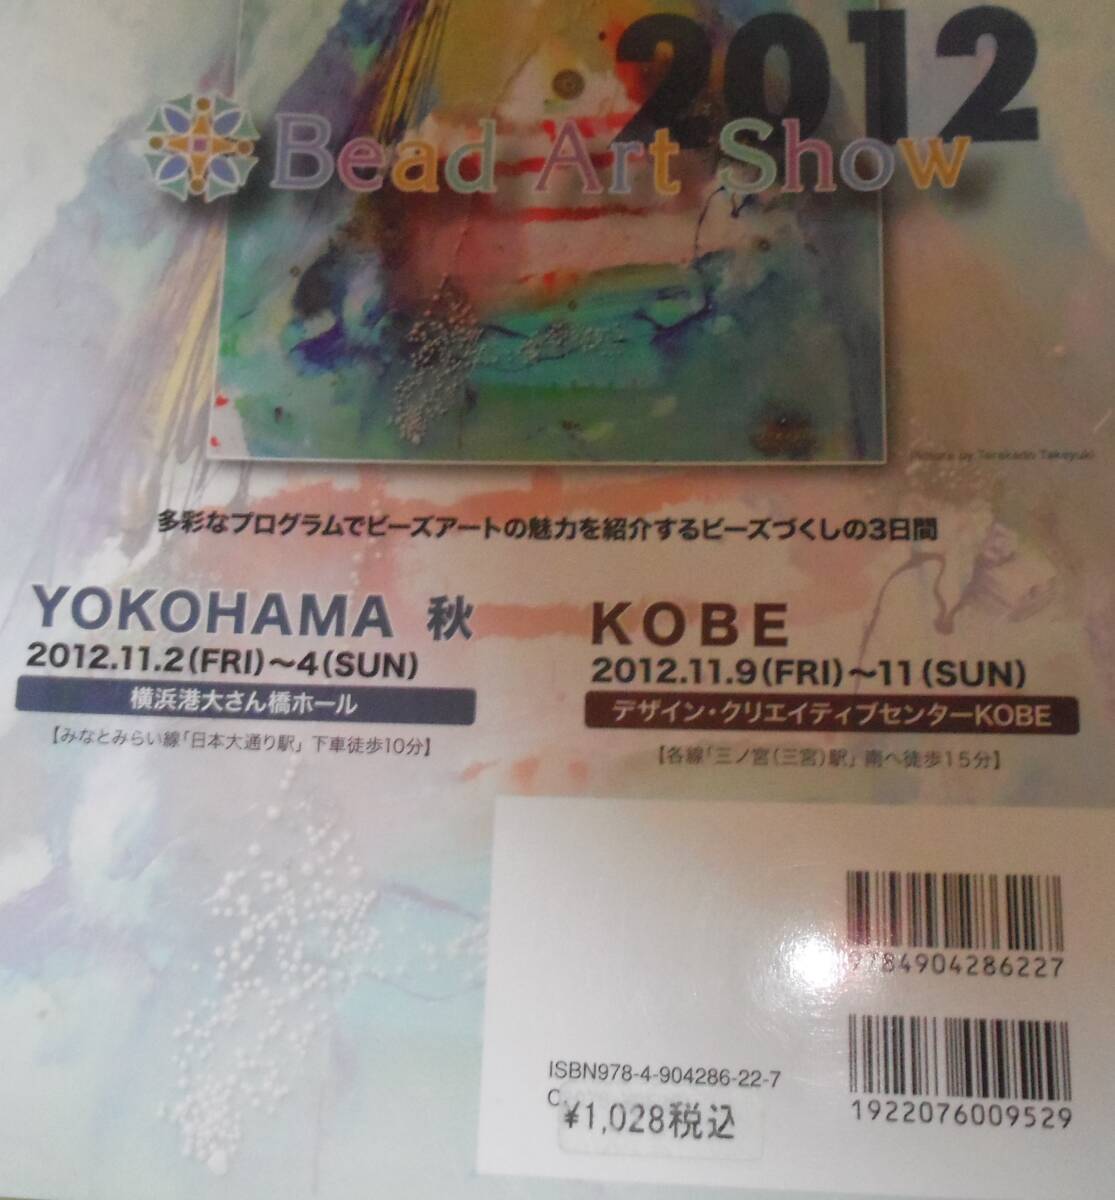 2012
Bead Art Show
Picture by Terakado Takayuki
多彩なプログラムでビーズアートの魅力を紹介するビーズづくしの3日間
YOKOHAMA 秋
2012.11.2(FRI)～4(SUN)
横浜港大さん橋ホール
【みなとみらい線「日本大通り駅」下車徒歩10分】
KOBE
2012.11.9(FRI)～11(SUN)
デザイン・クリエイティブセンターKOBE
【各線「三ノ宮(三宮)駅」南へ徒歩15分】
9784904286227
ISBN978-4-904286-22-7
C
¥1,028税込
1922076009529